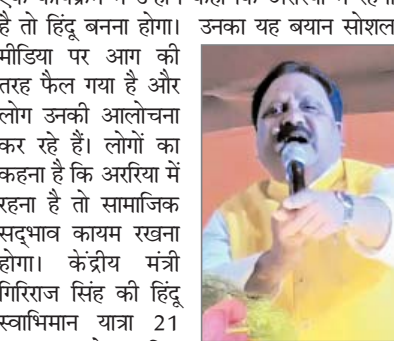 है तो हिंदू बनना होगा। उनका यह बयान सोशल
मीडिया पर आग की
तरह फैल गया है और
लोग उनकी आलोचना
कर रहे हैं। लोगों का
कहना है कि अररिया में
रहना है तो सामाजिक
सद्भाव कायम रखना
होगा। केंद्रीय मंत्री
गिरिराज सिंह की हिंदू
स्वाभिमान यात्रा 21